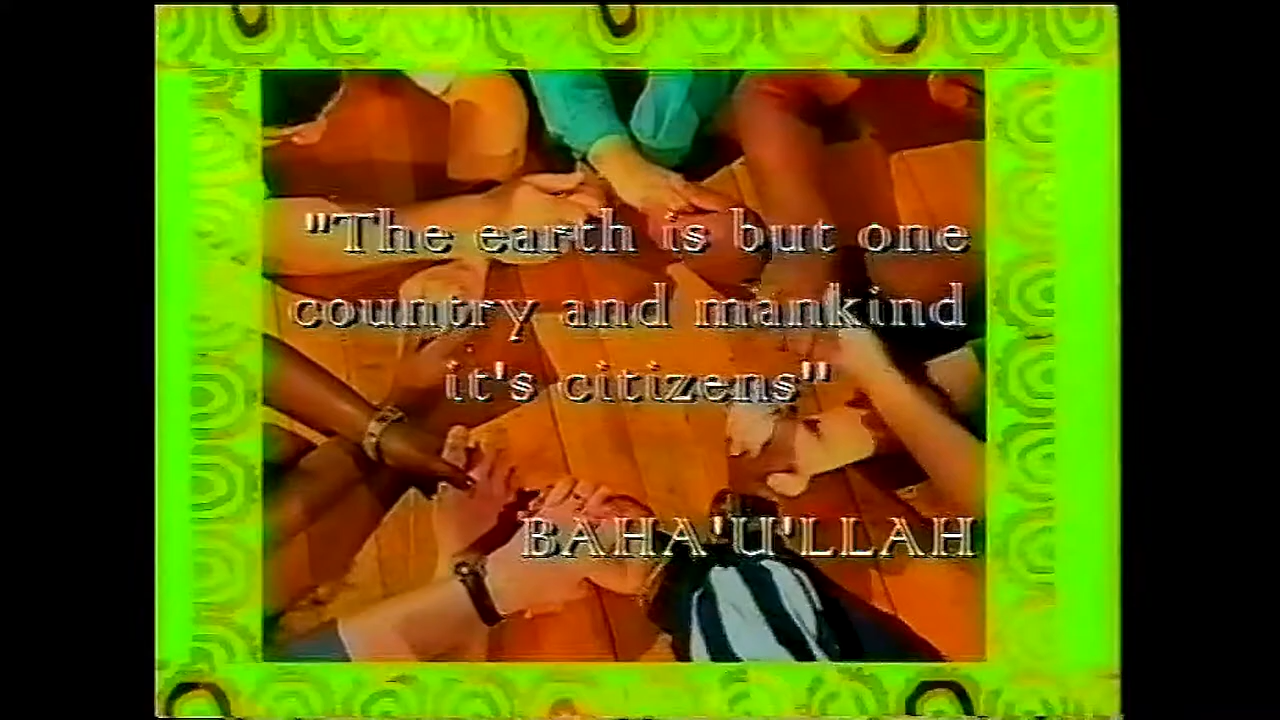 "The earth is but one
country and mankind
it's citizens"
BAHA'U'LLAH